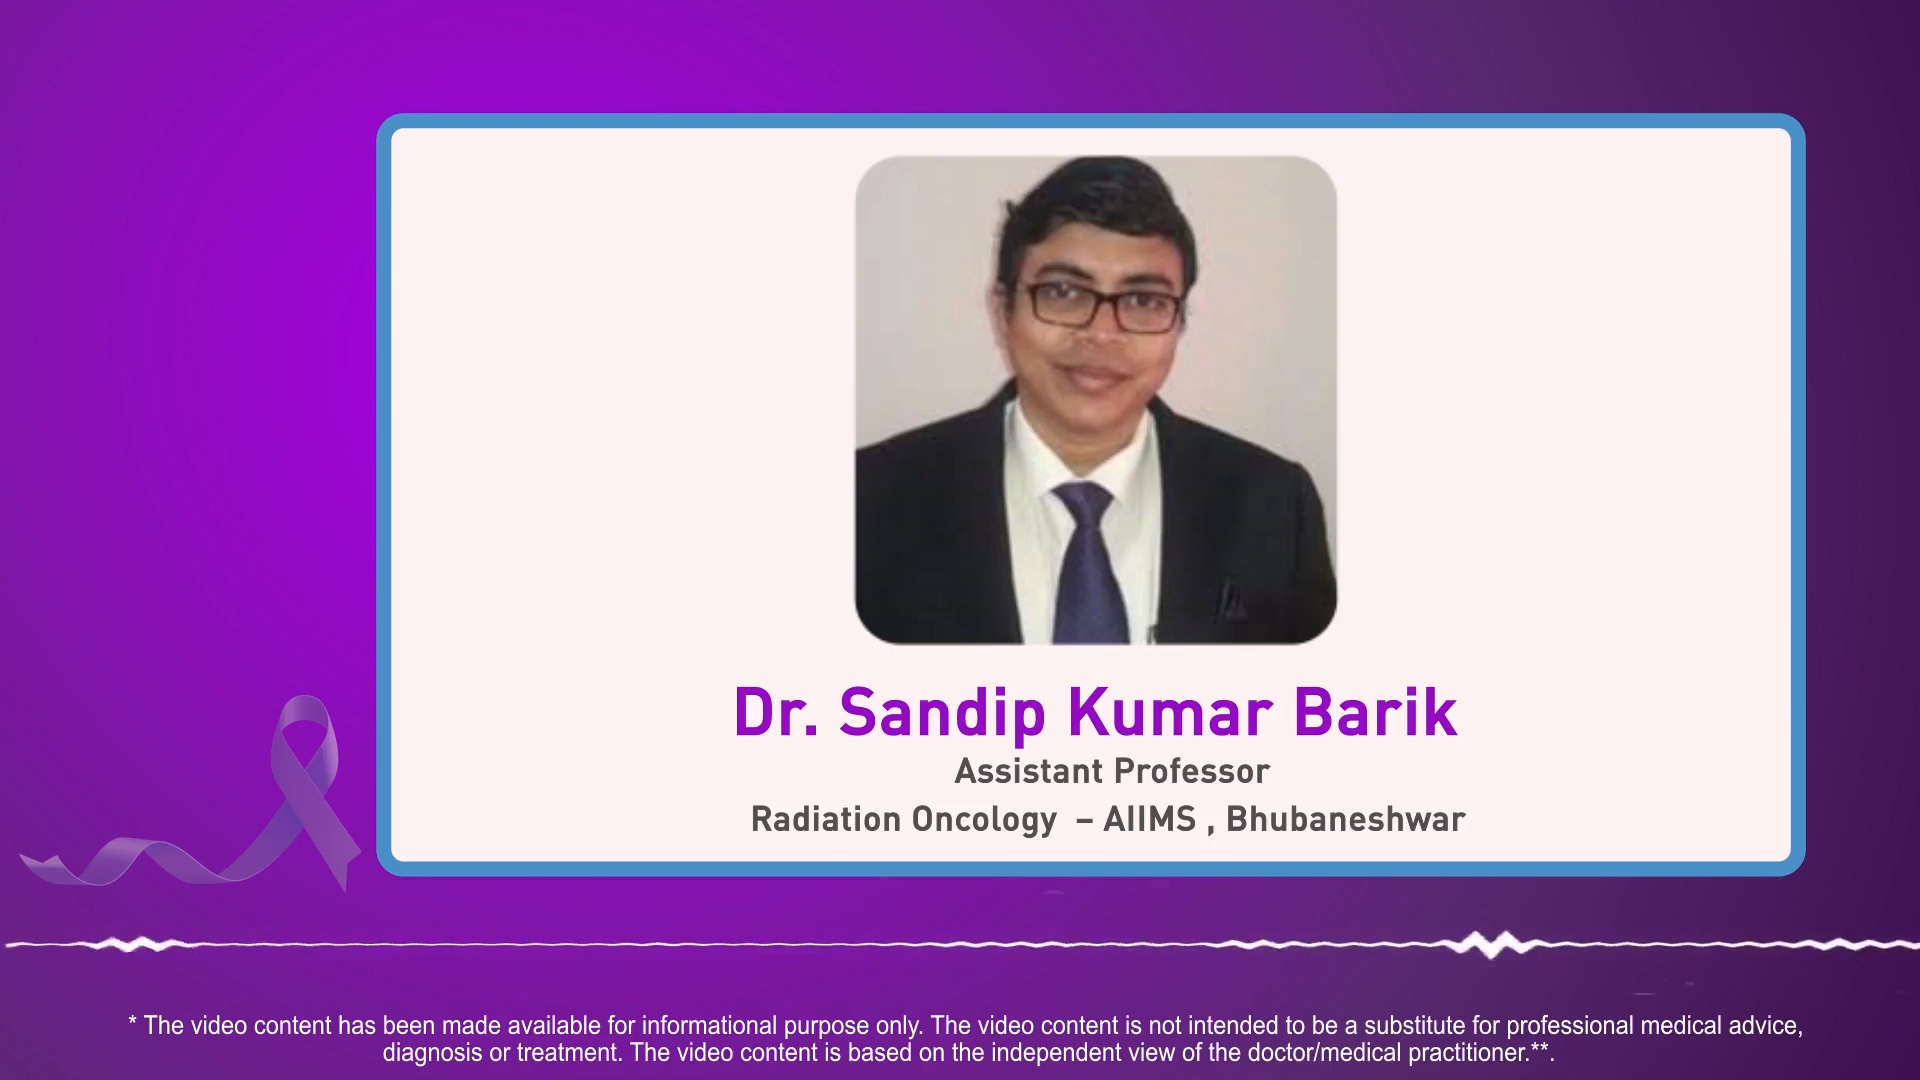 Dr. Sandip Kumar Barik
Assistant Professor
Radiation Oncology – AIIMS , Bhubaneshwar
* The video content has been made available for informational purpose only. The video content is not intended to be a substitute for professional medical advice,
diagnosis or treatment. The video content is based on the independent view of the doctor/medical practitioner.**.